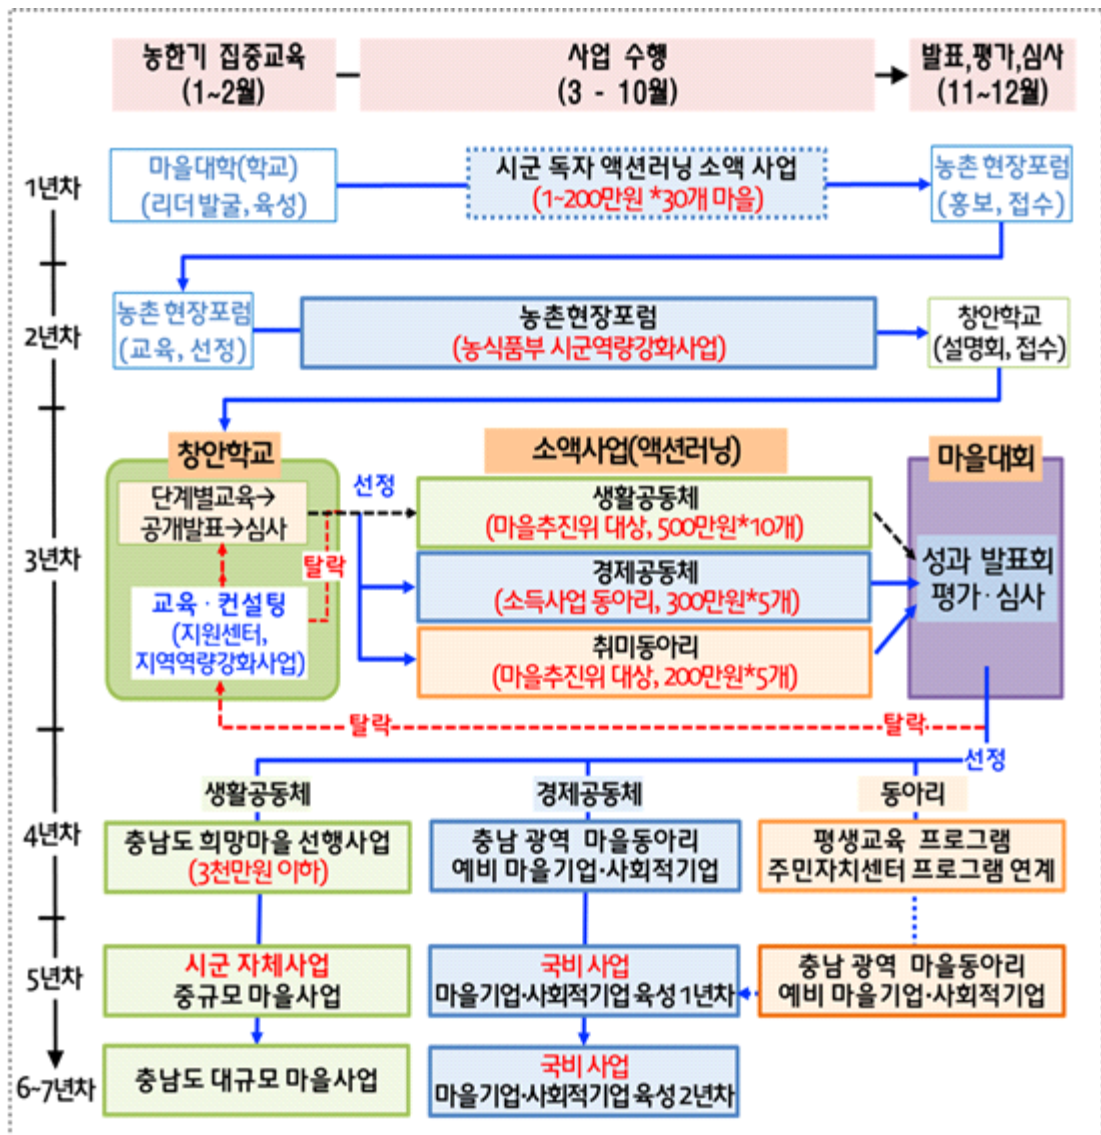 농한기 집중교육
(1~2월)
사업 수행
(3 - 10월)
발표,평가,심사
(11~12월)
1년차
마을대학(학교)
(리더 발굴, 육성)
시군 독자 액션러닝 소액 사업
(1~200만원 *30개 마을)
농촌 현장포럼
(홍보, 접수)
2년차
농촌 현장포럼
(교육, 선정)
농촌현장포럼
(농식품부 시군역량강화사업)
창안학교
(설명회, 접수)
3년차
창안학교
단계별교육→
공개발표→심사
교육·컨설팅
(지원센터,
지역역량강화사업)
선정
탈락
소액사업(액션러닝)
생활공동체
(마을추진위 대상, 500만원*10개)
경제공동체
(소득사업 동아리, 300만원*5개)
취미동아리
(마을추진위 대상, 200만원*5개)
마을대회
성과 발표회
평가·심사
탈락
탈락
선정
4년차
생활공동체
충남도 희망마을 선행사업
(3천만원 이하)
경제공동체
충남 광역 마을동아리
예비 마을기업·사회적기업
동아리
평생교육 프로그램
주민자치센터 프로그램 연계
5년차
시군 자체사업
중규모 마을사업
국비 사업
마을기업·사회적기업 육성 1년차
충남 광역 마을동아리
예비 마을기업·사회적기업
6~7년차
충남도 대규모 마을사업
국비 사업
마을기업·사회적기업 육성 2년차